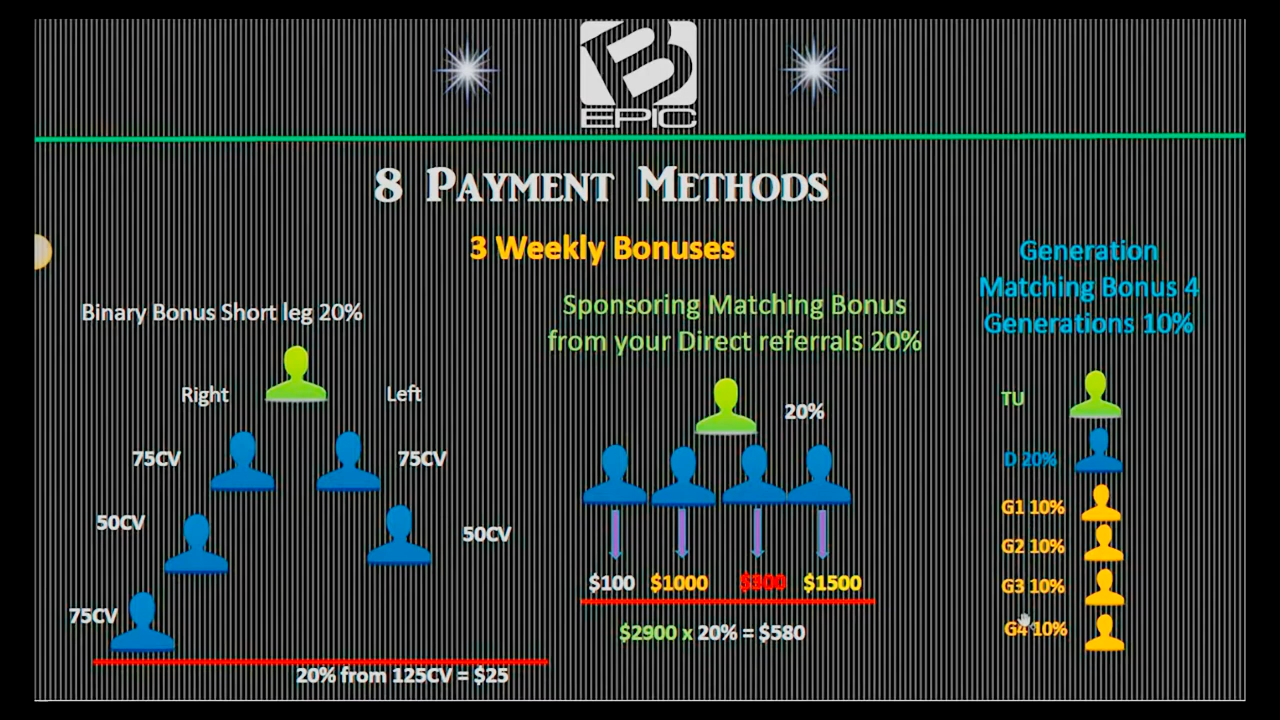 B
EPIC
8 Payment Methods
3 Weekly Bonuses
Binary Bonus Short leg 20%
Right
Left
75CV
75CV
50CV
50CV
75CV
20% from 125CV = $25
Sponsoring Matching Bonus
from your Direct referrals 20%
20%
$100 $1000 $300 $1500
$2900 x 20% = $580
Generation
Matching Bonus 4
Generations 10%
TU
D 20%
G1 10%
G2 10%
G3 10%
G4 10%